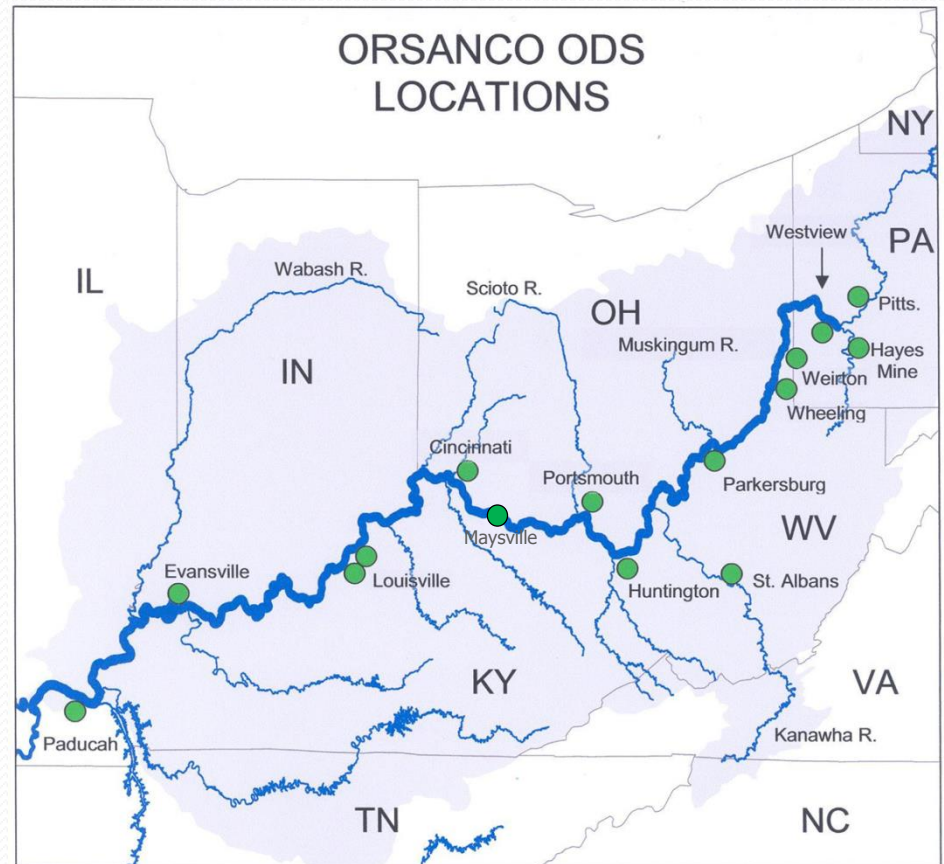 ORSANCO ODS
LOCATIONS
NY
Westview
PA
IL
Wabash R.
Scioto R.
OH
Pitts.
Muskingum R.
Hayes
Mine
IN
Weirton
Wheeling
Cincinnati
Portsmouth
Parkersburg
WV
Maysville
Evansville
Louisville
Huntington
St. Albans
KY
VA
Paducah
Kanawha R.
TN
NC